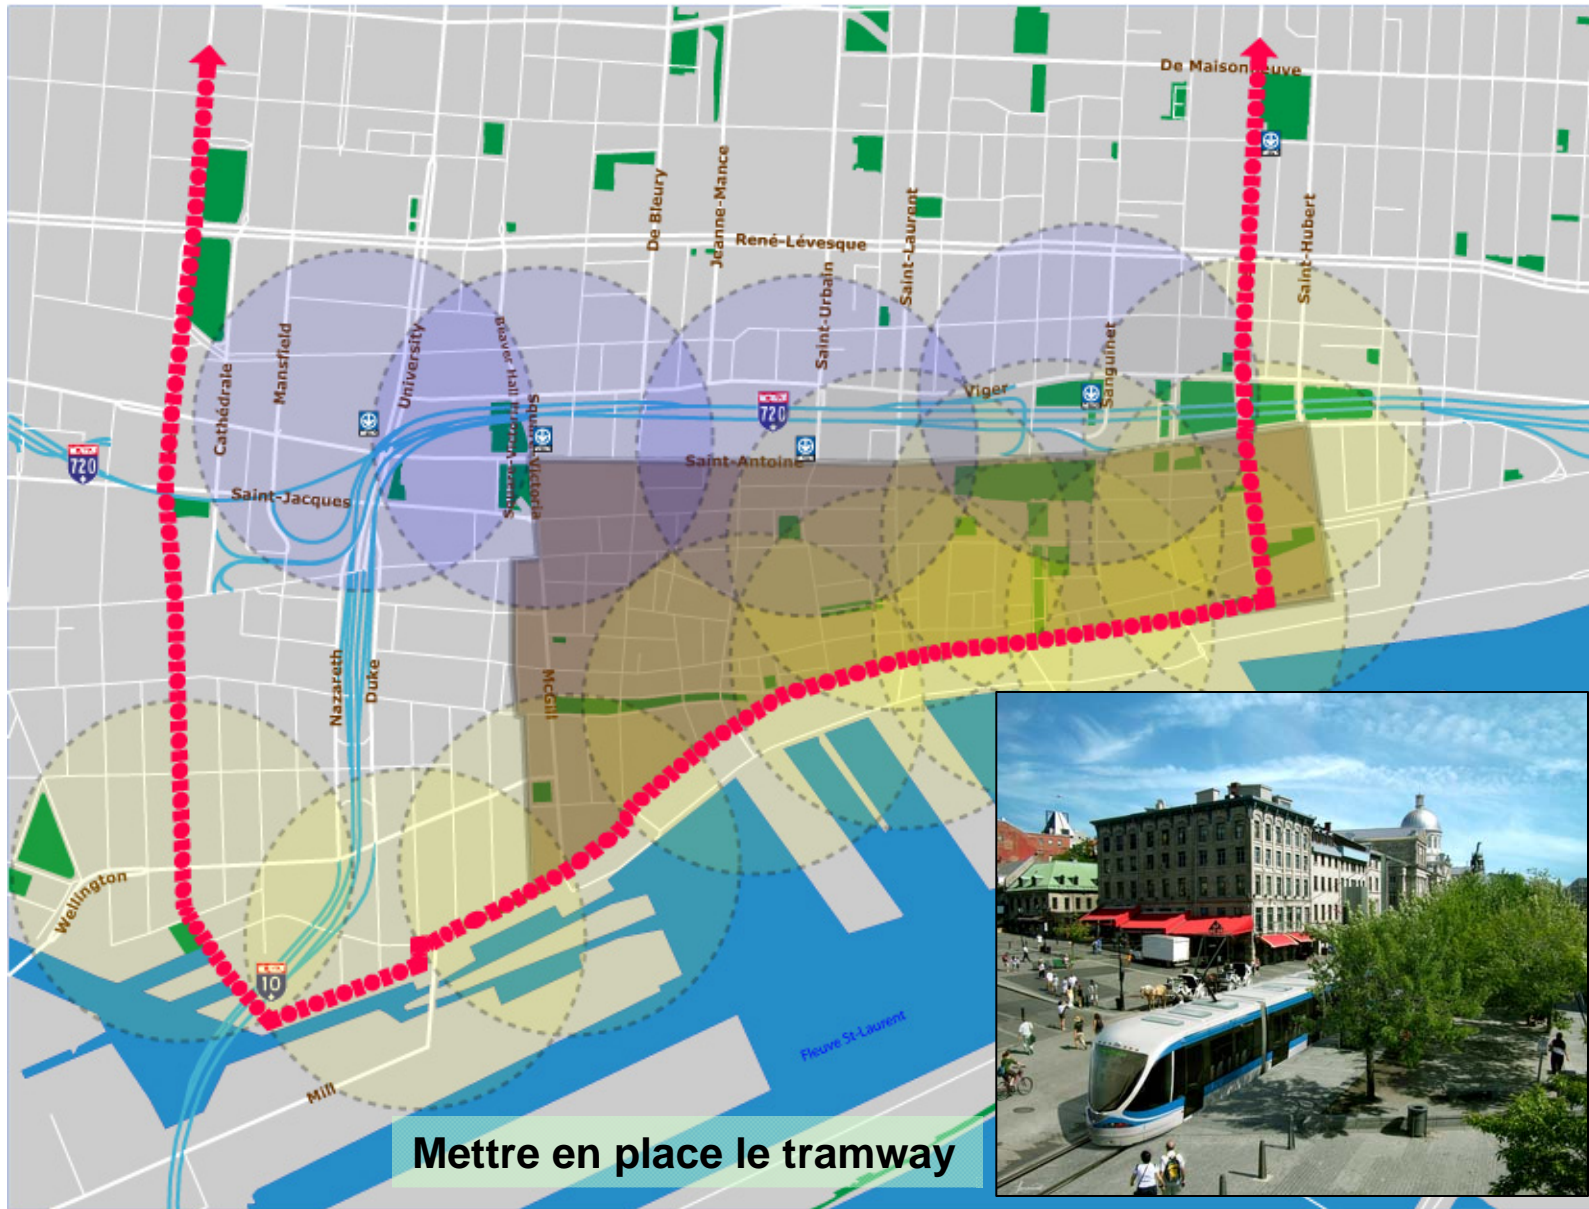 De Maisonneuve
De Bleury
Jeanne-Mance
Saint-Laurent
Saint-Hubert
René-Lévesque
Saint-Urbain
Cathédrale
Mansfield
University
Beaver Hall
Square-Victoria
Square-Victoria
Sanguinet
Viger
720
720
Saint-Antoine
Saint-Jacques
Nazareth
Duke
McGill
Wellington
10
Mill
Fleuve St-Laurent
Mettre en place le tramway